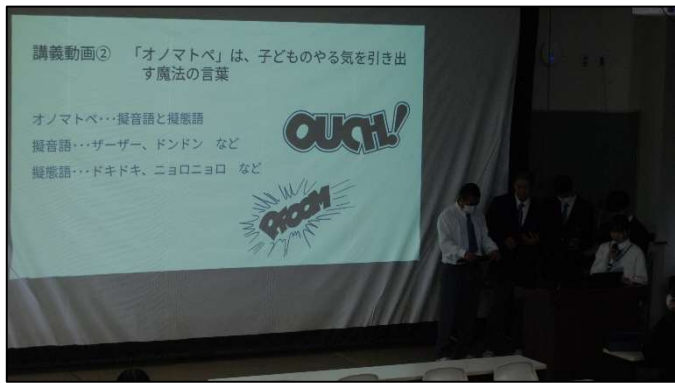 講義動画② 「オノマトペ」は、子どものやる気を引き出
す魔法の言葉
オノマトペ･･･擬音語と擬態語
擬音語･･･ザーザー、ドンドン など
擬態語･･･ドキドキ、ニョロニョロ など
OUCH!
PFOOM